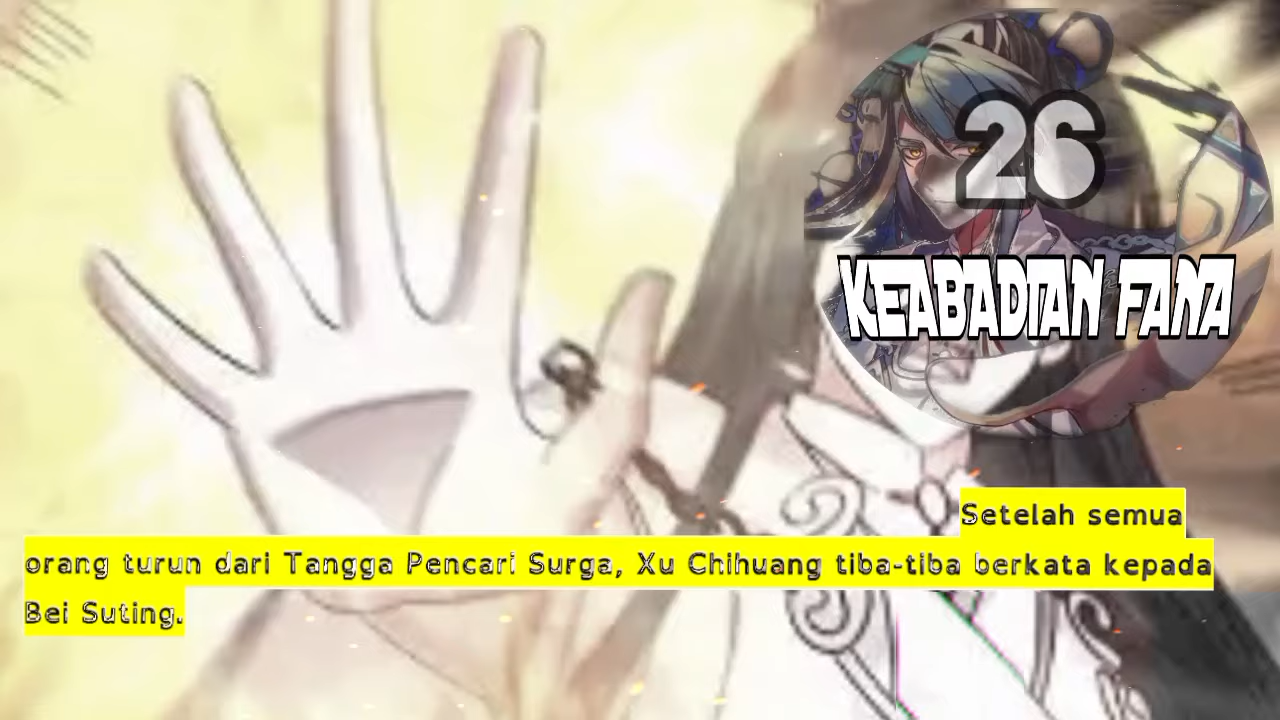 26
KEABADIAN FANA
Setelah semua
orang turun dari Tangga Pencari Surga, Xu Chihuang tiba-tiba berkata kepada
Bei Suting.